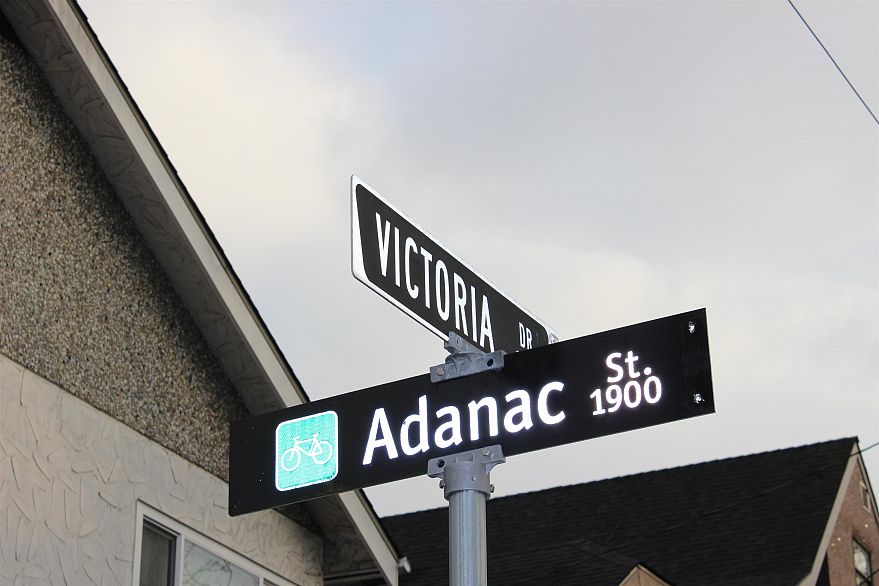 VICTORIA DR
Adanac St.
1900